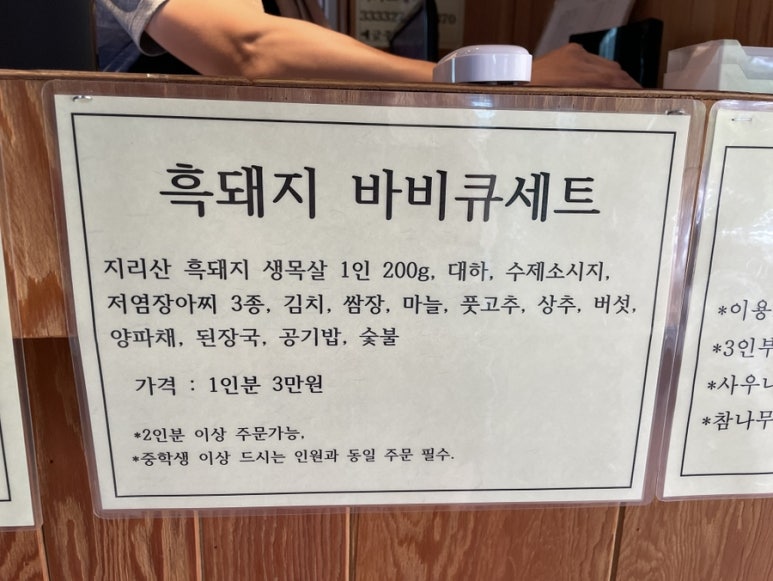 흑돼지 바비큐세트
지리산 흑돼지 생목살 1인 200g, 대하, 수제소시지,
저염장아찌 3종, 김치, 쌈장, 마늘, 풋고추, 상추, 버섯,
양파채, 된장국, 공기밥, 숯불
가격 : 1인분 3만원
*2인분 이상 주문가능,
*중학생 이상 드시는 인원과 동일 주문 필수.
*이용
*3인부
*사우나
*참나무